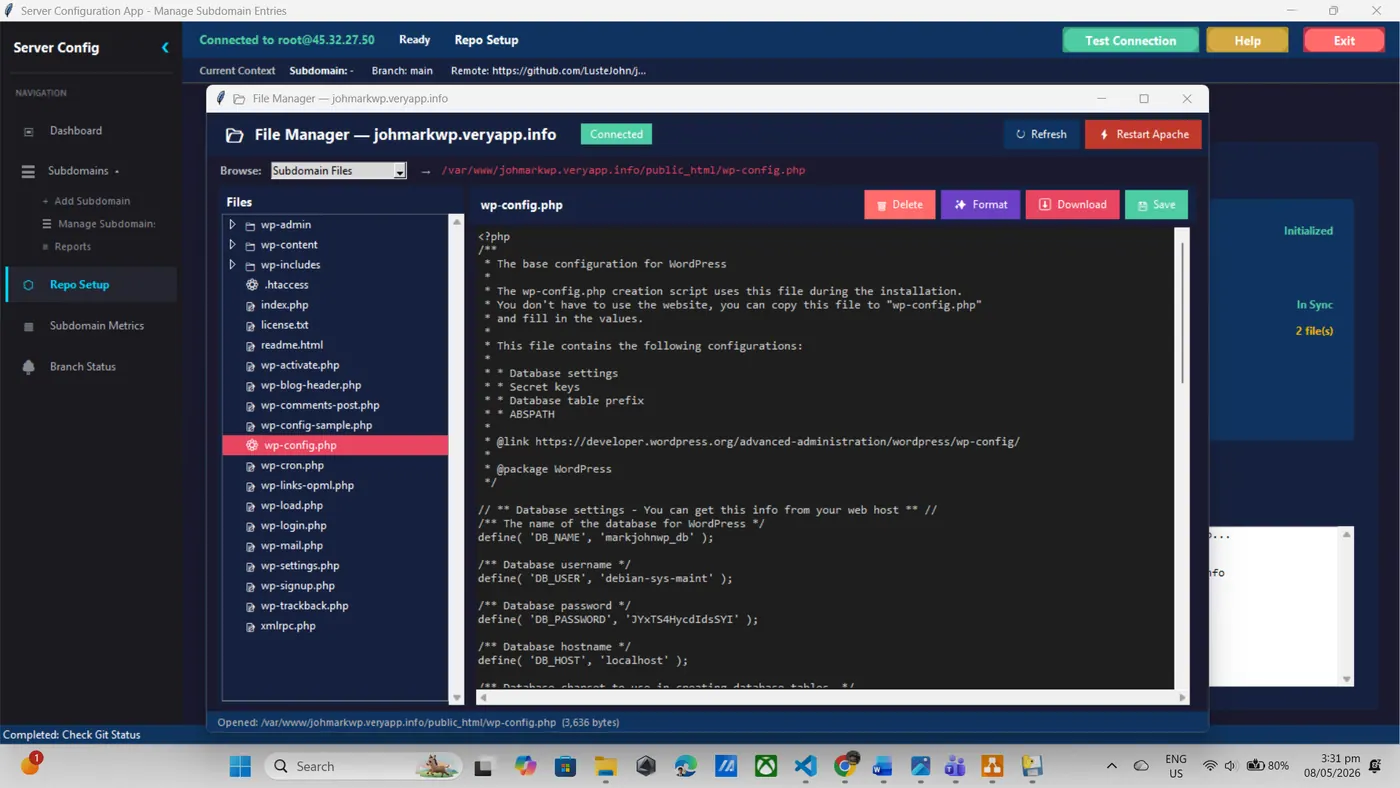 Server Configuration App - Manage Subdomain Entries
Server Config
Connected to root@45.32.27.50
Ready
Repo Setup
Test Connection
Help
Exit
Current Context
Subdomain: -
Branch: main
Remote: https://github.com/LusteJohn/j...
NAVIGATION
Dashboard
Subdomains
+ Add Subdomain
Manage Subdomain:
Reports
Repo Setup
Subdomain Metrics
Branch Status
File Manager — johmarkwp.veryapp.info
File Manager — johmarkwp.veryapp.info
Connected
Refresh
Restart Apache
Browse:
Subdomain Files
→ /var/www/johmarkwp.veryapp.info/public_html/wp-config.php
Files
wp-admin
wp-content
wp-includes
.htaccess
index.php
license.txt
readme.html
wp-activate.php
wp-blog-header.php
wp-comments-post.php
wp-config-sample.php
wp-config.php
wp-cron.php
wp-links-opml.php
wp-load.php
wp-login.php
wp-mail.php
wp-settings.php
wp-signup.php
wp-trackback.php
xmlrpc.php
wp-config.php
Delete
Format
Download
Save
<?php
/**
* The base configuration for WordPress
*
* The wp-config.php creation script uses this file during the installation.
* You don't have to use the website, you can copy this file to "wp-config.php"
* and fill in the values.
*
* This file contains the following configurations:
*
* * Database settings
* * Secret keys
* * Database table prefix
* * ABSPATH
*
* @link https://developer.wordpress.org/advanced-administration/wordpress/wp-config/
*
* @package WordPress
*/
// ** Database settings - You can get this info from your web host ** //
/** The name of the database for WordPress */
define( 'DB_NAME', 'markjohnwp_db' );
/** Database username */
define( 'DB_USER', 'debian-sys-maint' );
/** Database password */
define( 'DB_PASSWORD', 'JYxTS4HycdIdsSYI' );
/** Database hostname */
define( 'DB_HOST', 'localhost' );
/** Database charset to use in creating database tables. */
Opened: /var/www/johmarkwp.veryapp.info/public_html/wp-config.php (3,636 bytes)
Initialized
In Sync
2 file(s)
Completed: Check Git Status
1
Search
ENG
US
80%
3:31 pm
08/05/2026